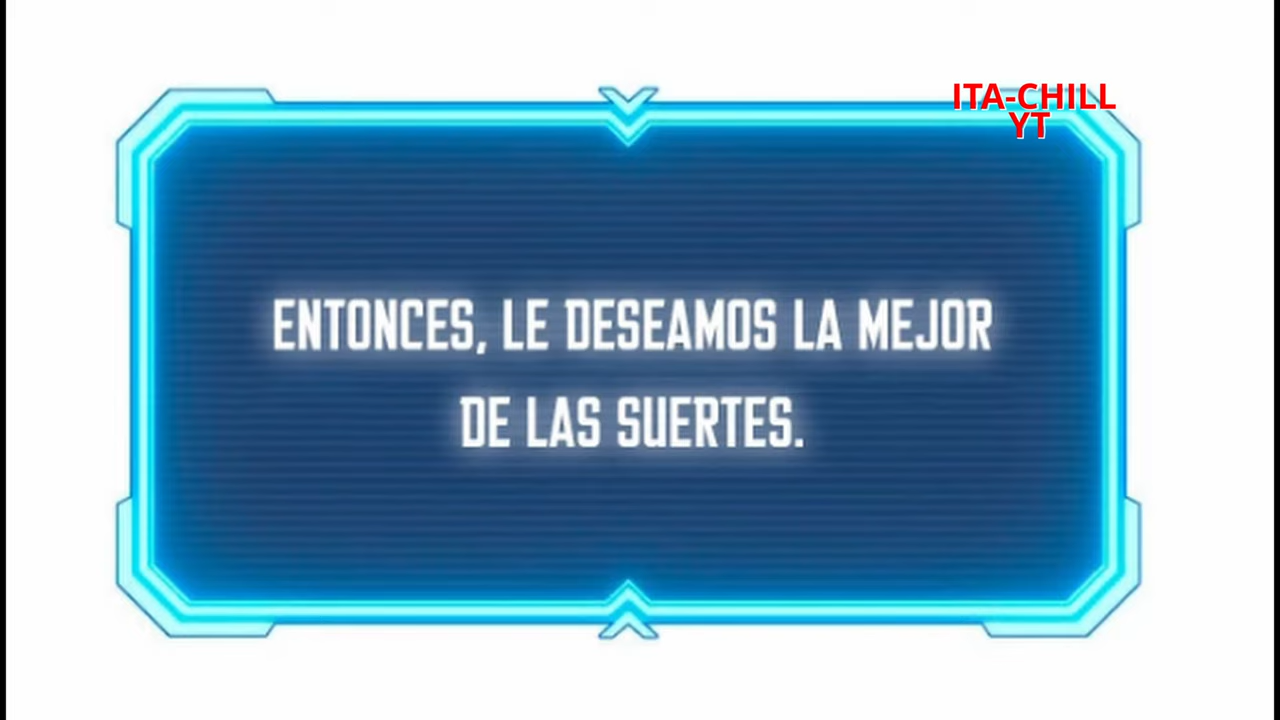 ITA-CHILL
YT
ENTONCES, LE DESEAMOS LA MEJOR
DE LAS SUERTES.